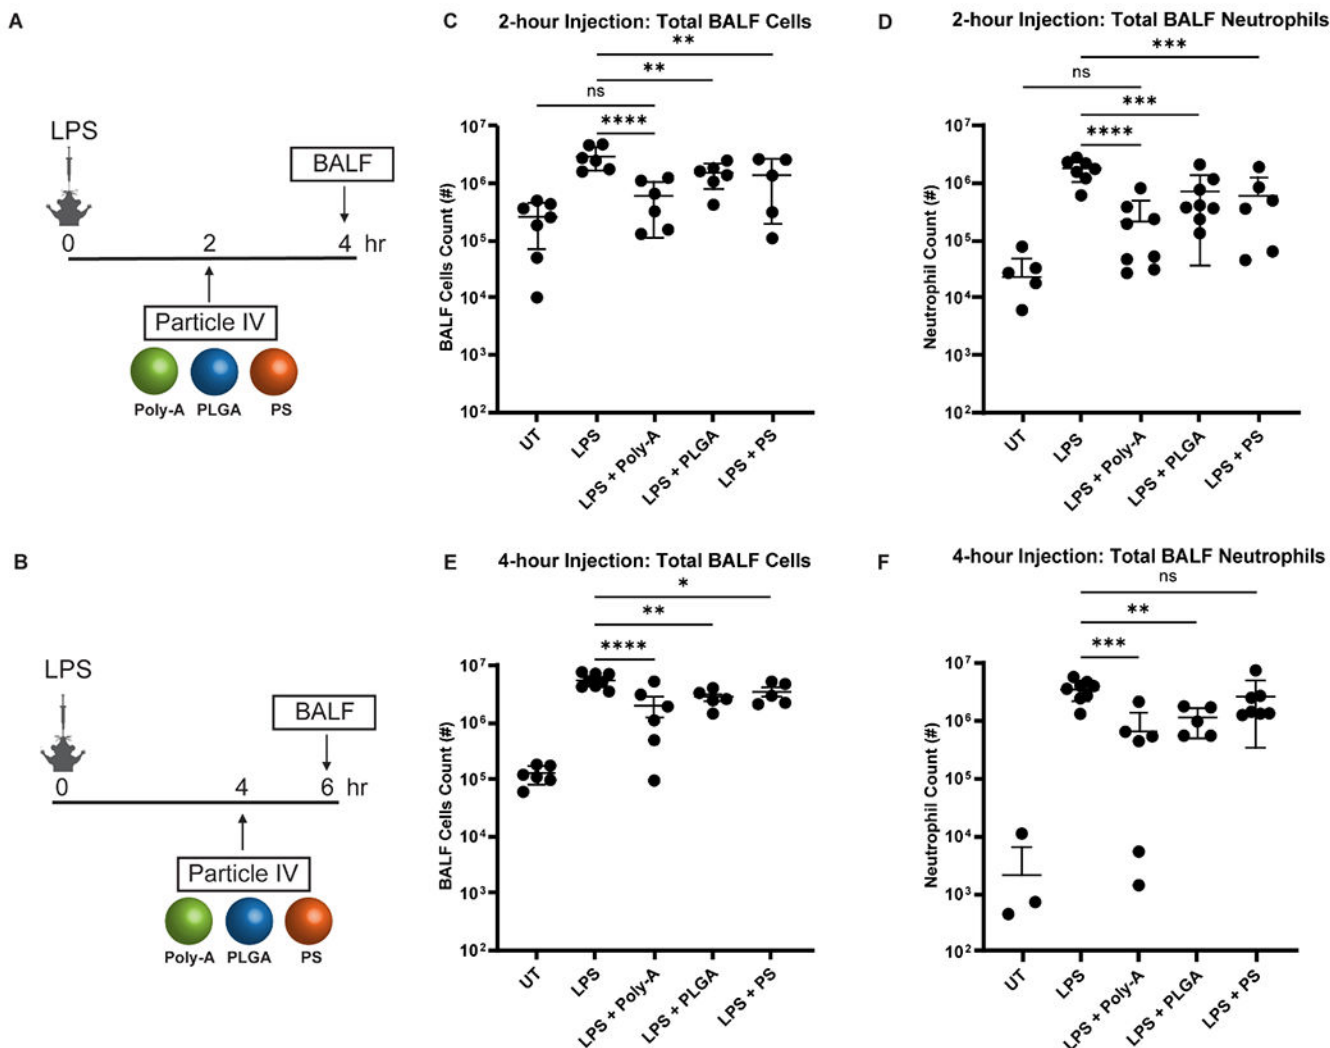 A
LPS
BALF
0 2 4 hr
Particle IV
Poly-A PLGA PS
C 2-hour Injection: Total BALF Cells
**
**
ns
****
BALF Cells Count (#)
10⁷
10⁶
10⁵
10⁴
10³
10²
UT LPS LPS + Poly-A LPS + PLGA LPS + PS
D 2-hour Injection: Total BALF Neutrophils
***
ns
***
****
Neutrophil Count (#)
10⁷
10⁶
10⁵
10⁴
10³
10²
UT LPS LPS + Poly-A LPS + PLGA LPS + PS
B
LPS
BALF
0 4 6 hr
Particle IV
Poly-A PLGA PS
E 4-hour Injection: Total BALF Cells
*
**
****
BALF Cells Count (#)
10⁷
10⁶
10⁵
10⁴
10³
10²
UT LPS LPS + Poly-A LPS + PLGA LPS + PS
F 4-hour Injection: Total BALF Neutrophils
ns
**
***
Neutrophil Count (#)
10⁷
10⁶
10⁵
10⁴
10³
10²
UT LPS LPS + Poly-A LPS + PLGA LPS + PS